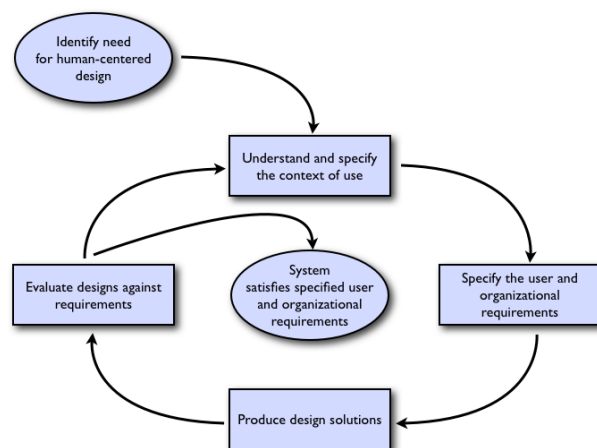 Identify need
for human-centered
design
Understand and specify
the context of use
Evaluate designs against
requirements
System
satisfies specified user
and organizational
requirements
Specify the user and
organizational
requirements
Produce design solutions